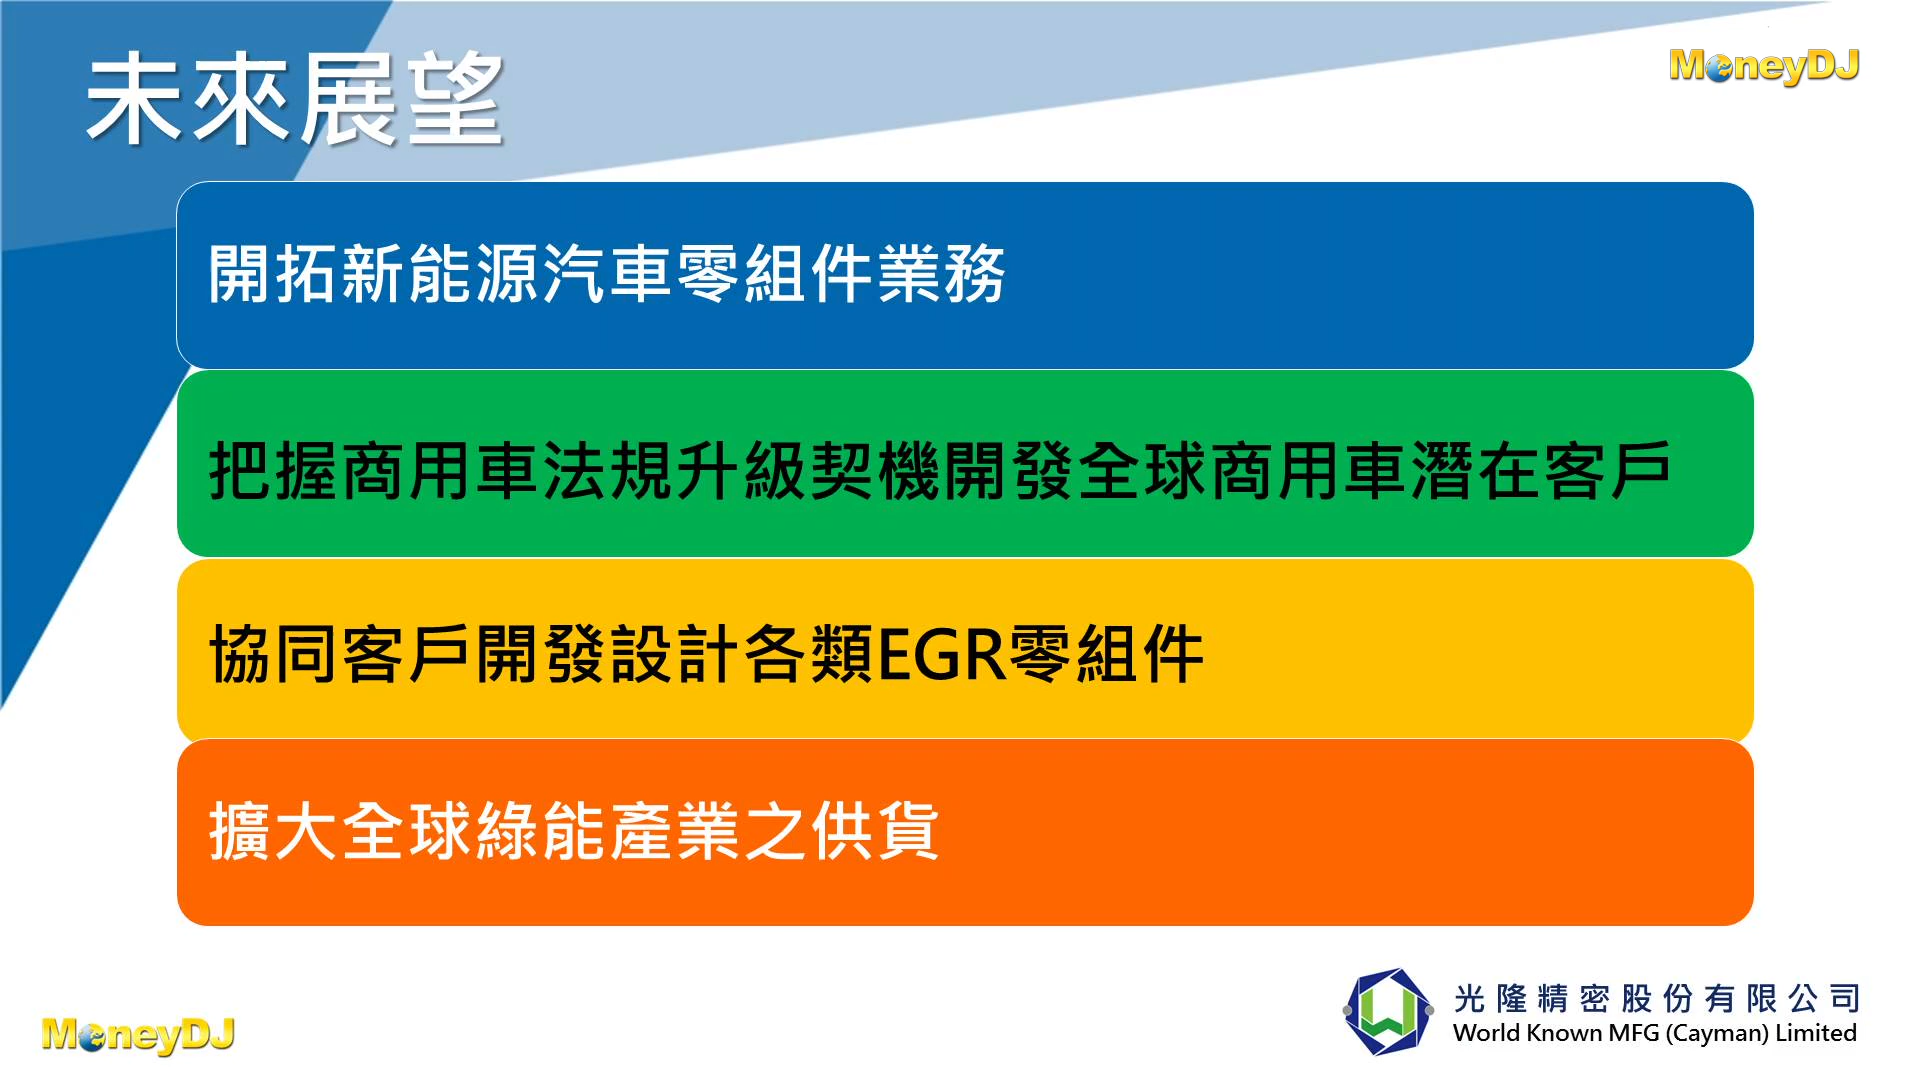 未來展望
MoneyDJ
開拓新能源汽車零組件業務
把握商用車法規升級契機開發全球商用車潛在客戶
協同客戶開發設計各類EGR零組件
擴大全球綠能產業之供貨
MoneyDJ
光隆精密股份有限公司
World Known MFG (Cayman) Limited